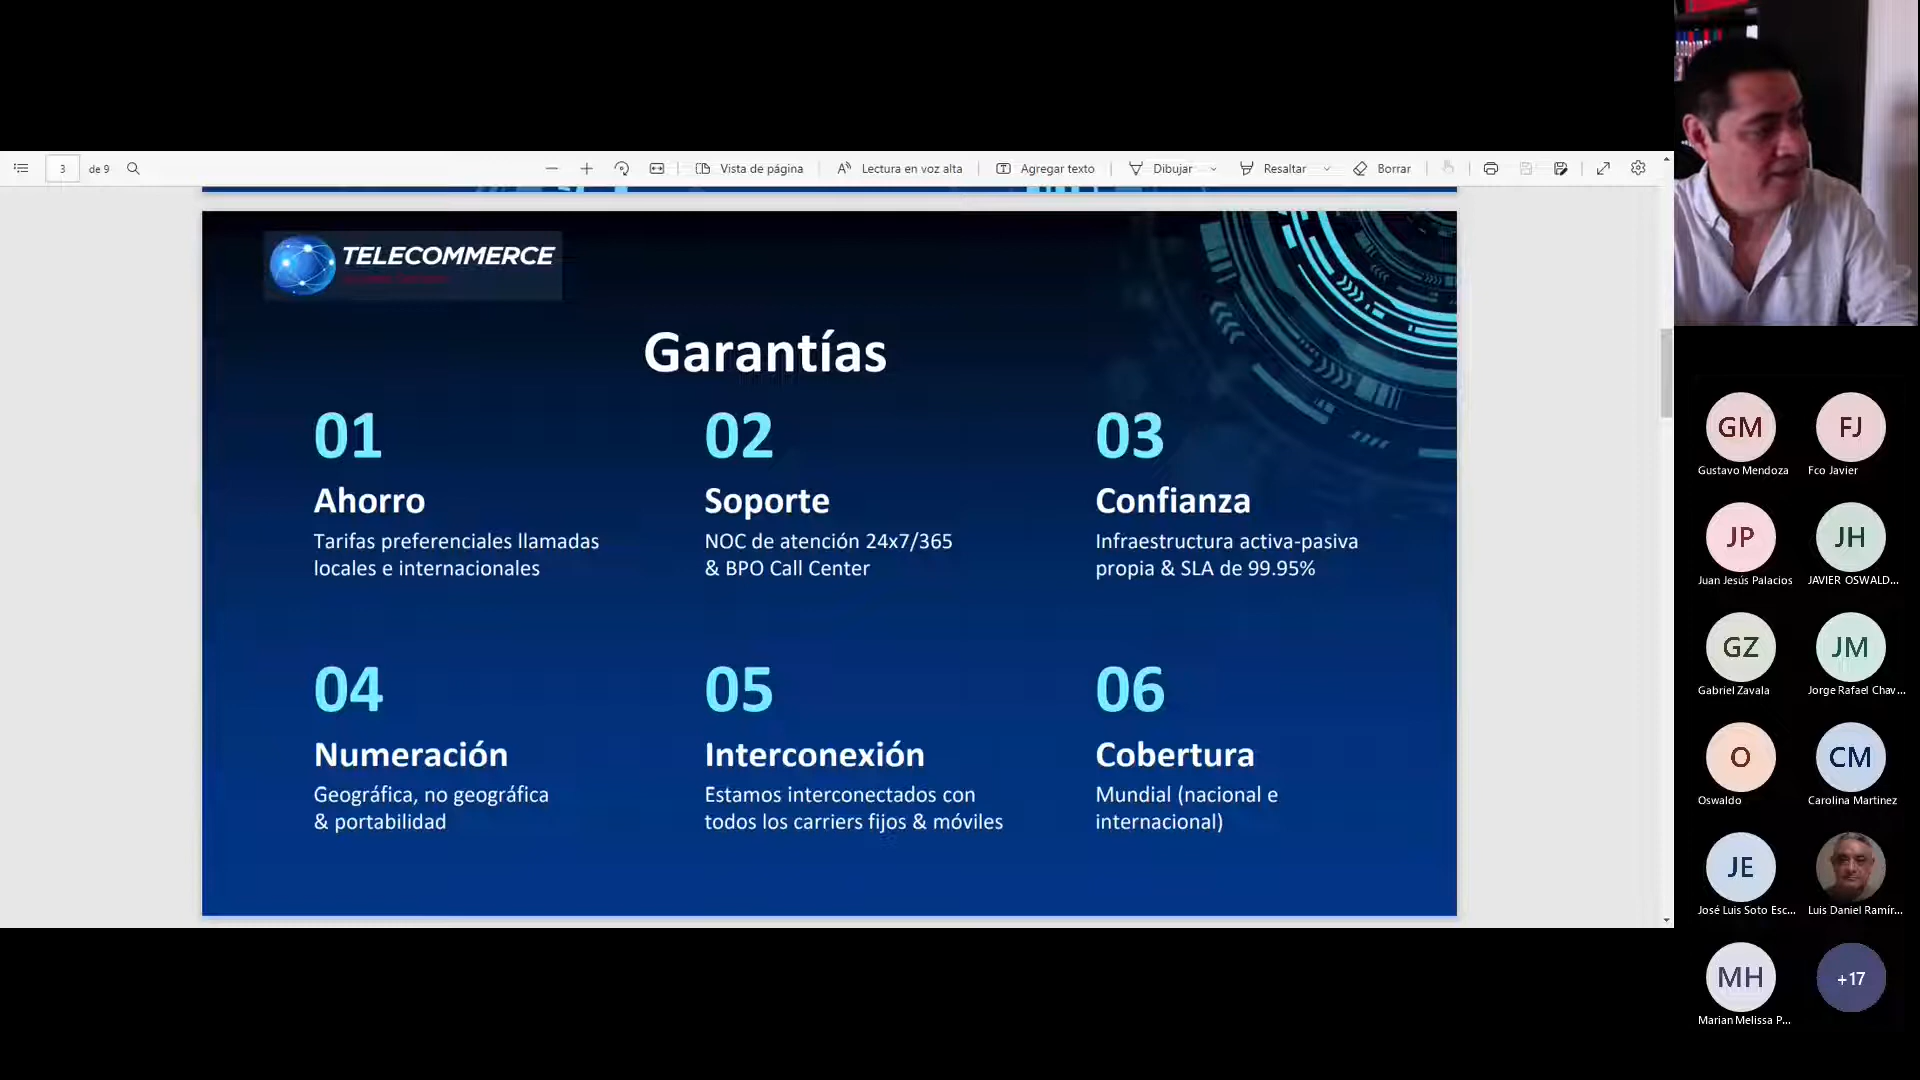 3 de 9
Vista de página
Lectura en voz alta
Agregar texto
Dibujar
Resaltar
Borrar
TELECOMMERCE
Garantías
01
Ahorro
Tarifas preferenciales llamadas
locales e internacionales
02
Soporte
NOC de atención 24x7/365
& BPO Call Center
03
Confianza
Infraestructura activa-pasiva
propia & SLA de 99.95%
04
Numeración
Geográfica, no geográfica
& portabilidad
05
Interconexión
Estamos interconectados con
todos los carriers fijos & móviles
06
Cobertura
Mundial (nacional e
internacional)
GM
Gustavo Mendoza
FJ
Fco Javier
JP
Juan Jesús Palacios
JH
JAVIER OSWALD...
GZ
Gabriel Zavala
JM
Jorge Rafael Chav...
O
Oswaldo
CM
Carolina Martinez
JE
José Luis Soto Esc...
Luis Daniel Ramír...
MH
Marian Melissa P...
+17